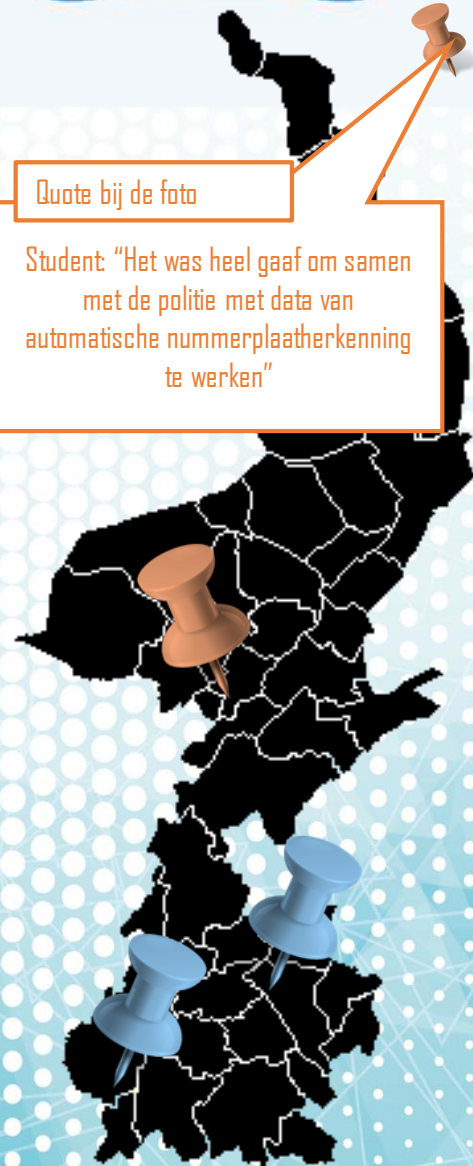 Quote bij de foto
Student: “Het was heel gaaf om samen
met de politie met data van
automatische nummerplaatherkenning
te werken”